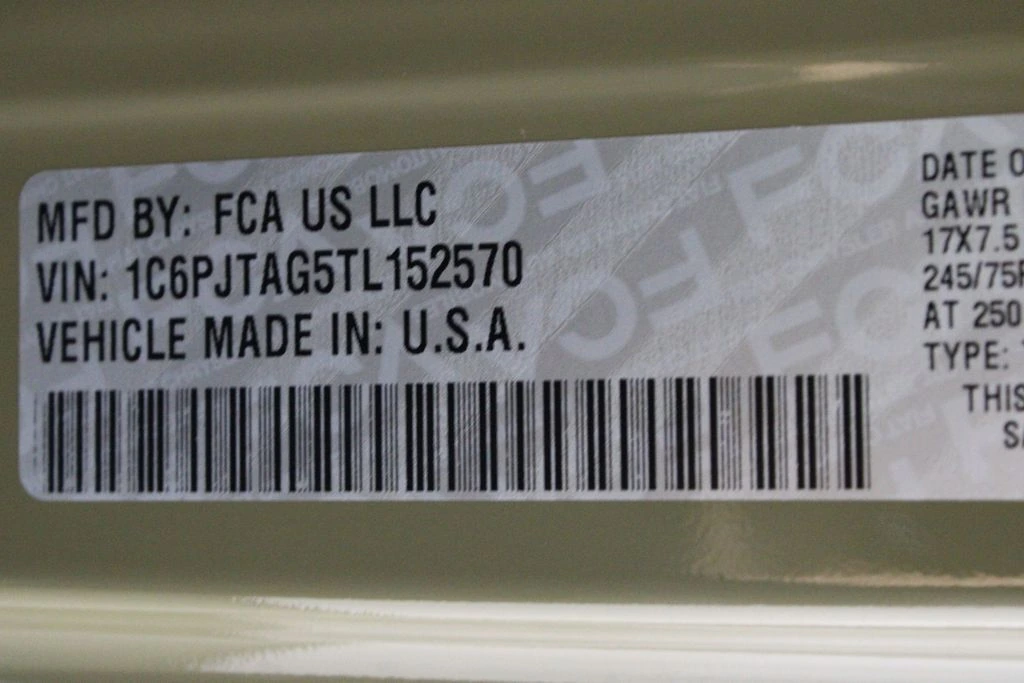 MFD BY: FCA US LLC
VIN: 1C6PJTAG5TL152570
VEHICLE MADE IN: U.S.A.
DATE O
GAWR
17X7.5
245/75R
AT 250
TYPE:
THIS
SA